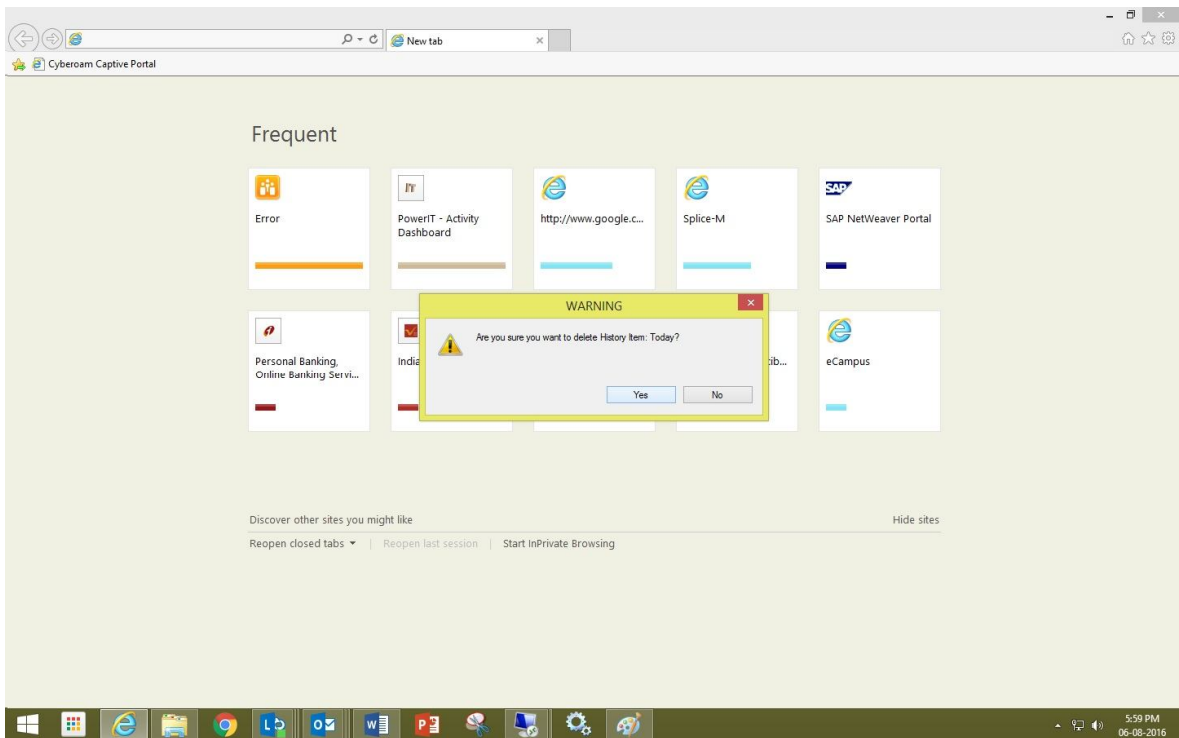 New tab
Cyberoam Captive Portal
Frequent
Error
IT
PowerIT - Activity
Dashboard
http://www.google.c...
Splice-M
SAP
SAP NetWeaver Portal
WARNING
Are you sure you want to delete History Item: Today?
Yes
No
Personal Banking,
Online Banking Servi...
India
tib...
eCampus
Discover other sites you might like
Hide sites
Reopen closed tabs
Reopen last session
Start InPrivate Browsing
5:59 PM
06-08-2016